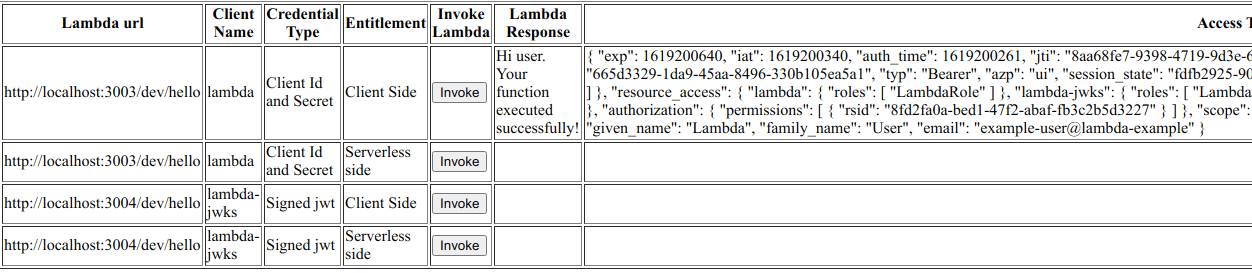 Lambda url
Client
Name
Credential
Type
Entitlement
Invoke
Lambda
Lambda
Response
Access T
http://localhost:3003/dev/hello
lambda
Client Id
and Secret
Client Side
Invoke
Hi user.
Your
function
executed
successfully!
{ "exp": 1619200640, "iat": 1619200340, "auth_time": 1619200261, "jti": "8aa68fe7-9398-4719-9d3e-6
"665d3329-1da9-45aa-8496-330b105ea5a1", "typ": "Bearer", "azp": "ui", "session_state": "fdfb2925-90
] }, "resource_access": { "lambda": { "roles": [ "LambdaRole" ] }, "lambda-jwks": { "roles": [ "Lambda
}, "authorization": { "permissions": [ { "rsid": "8fd2fa0a-bed1-47f2-abaf-fb3c2b5d3227" } ] }, "scope":
"given_name": "Lambda", "family_name": "User", "email": "example-user@lambda-example" }
http://localhost:3003/dev/hello
lambda
Client Id
and Secret
Serverless
side
Invoke
http://localhost:3004/dev/hello
lambda-
jwks
Signed jwt
Client Side
Invoke
http://localhost:3004/dev/hello
lambda-
jwks
Signed jwt
Serverless
side
Invoke